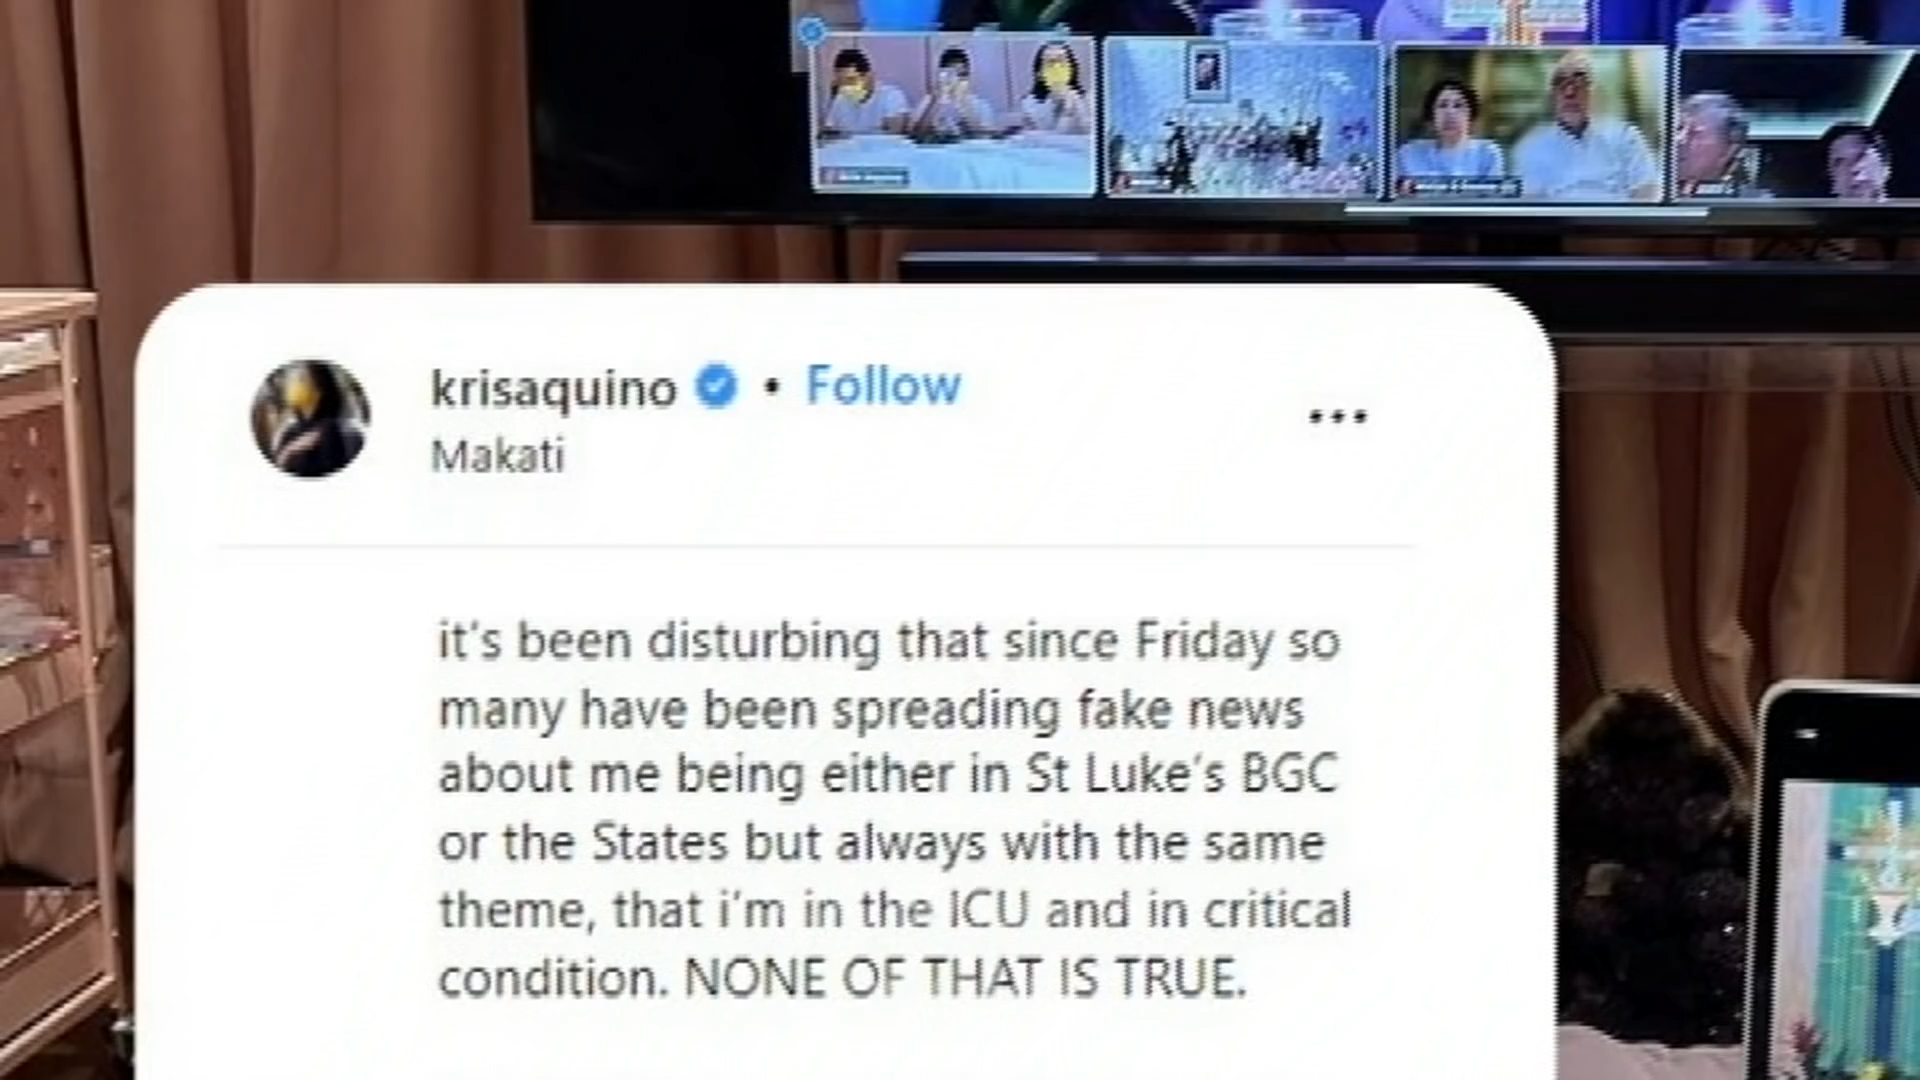 krisaquino • Follow
Makati
it's been disturbing that since Friday so
many have been spreading fake news
about me being either in St Luke's BGC
or the States but always with the same
theme, that i'm in the ICU and in critical
condition. NONE OF THAT IS TRUE.